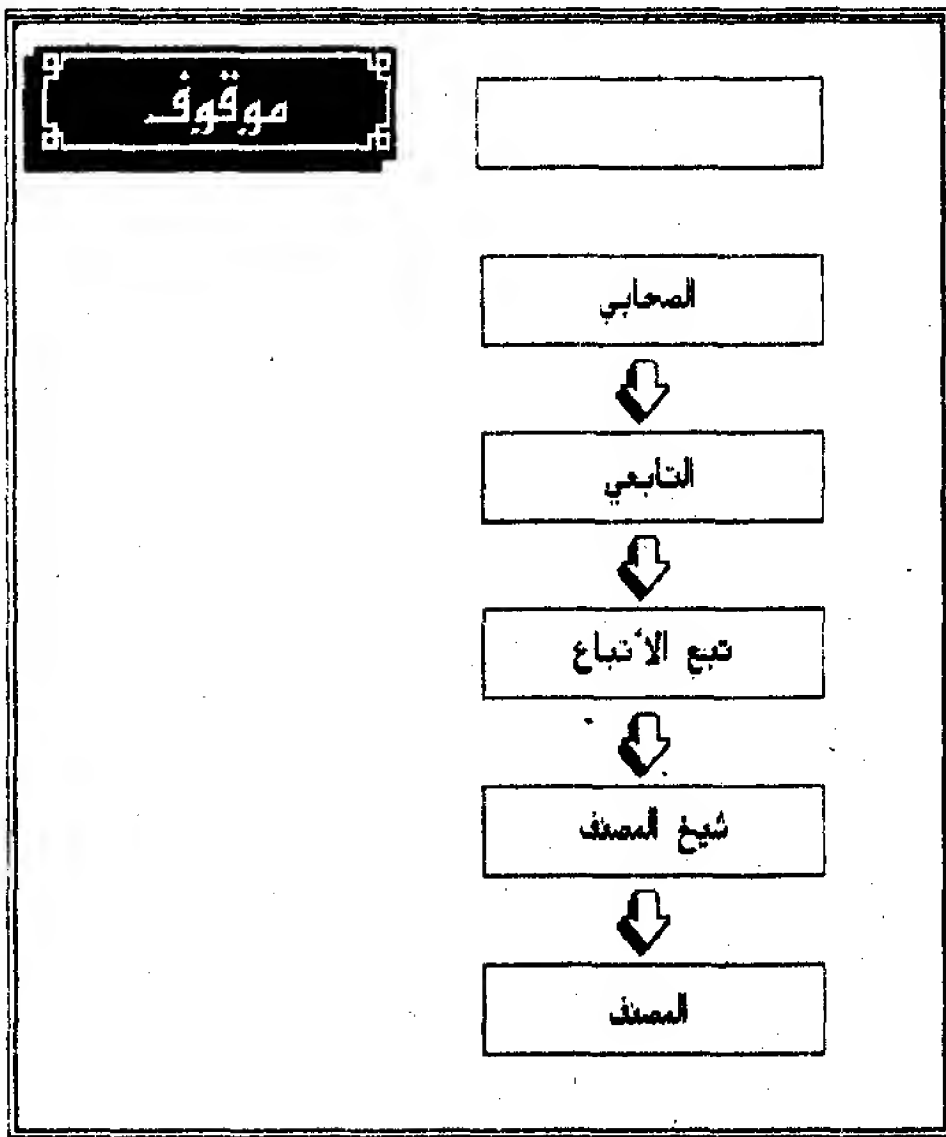 موقوف
الصحابي
التابعي
تبع الأتباع
شيخ المصنف
المصنف